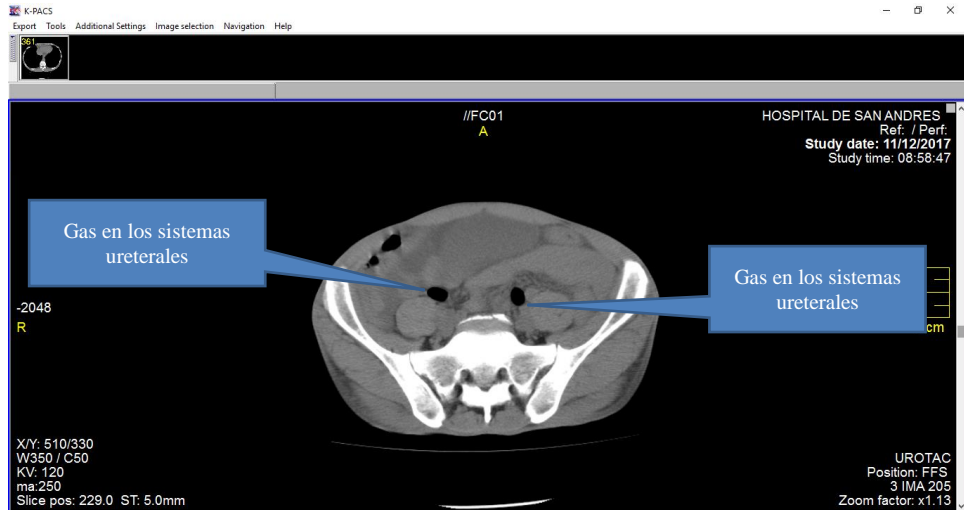 K-PACS
Export Tools Additional Settings Image selection Navigation Help
361
//FC01
A
HOSPITAL DE SAN ANDRES
Ref: / Perf:
Study date: 11/12/2017
Study time: 08:58:47
Gas en los sistemas
ureterales
Gas en los sistemas
ureterales
-2048
R
cm
X/Y: 510/330
W350 / C50
KV: 120
ma:250
Slice pos: 229.0 ST: 5.0mm
UROTAC
Position: FFS
3 IMA 205
Zoom factor: x1.13